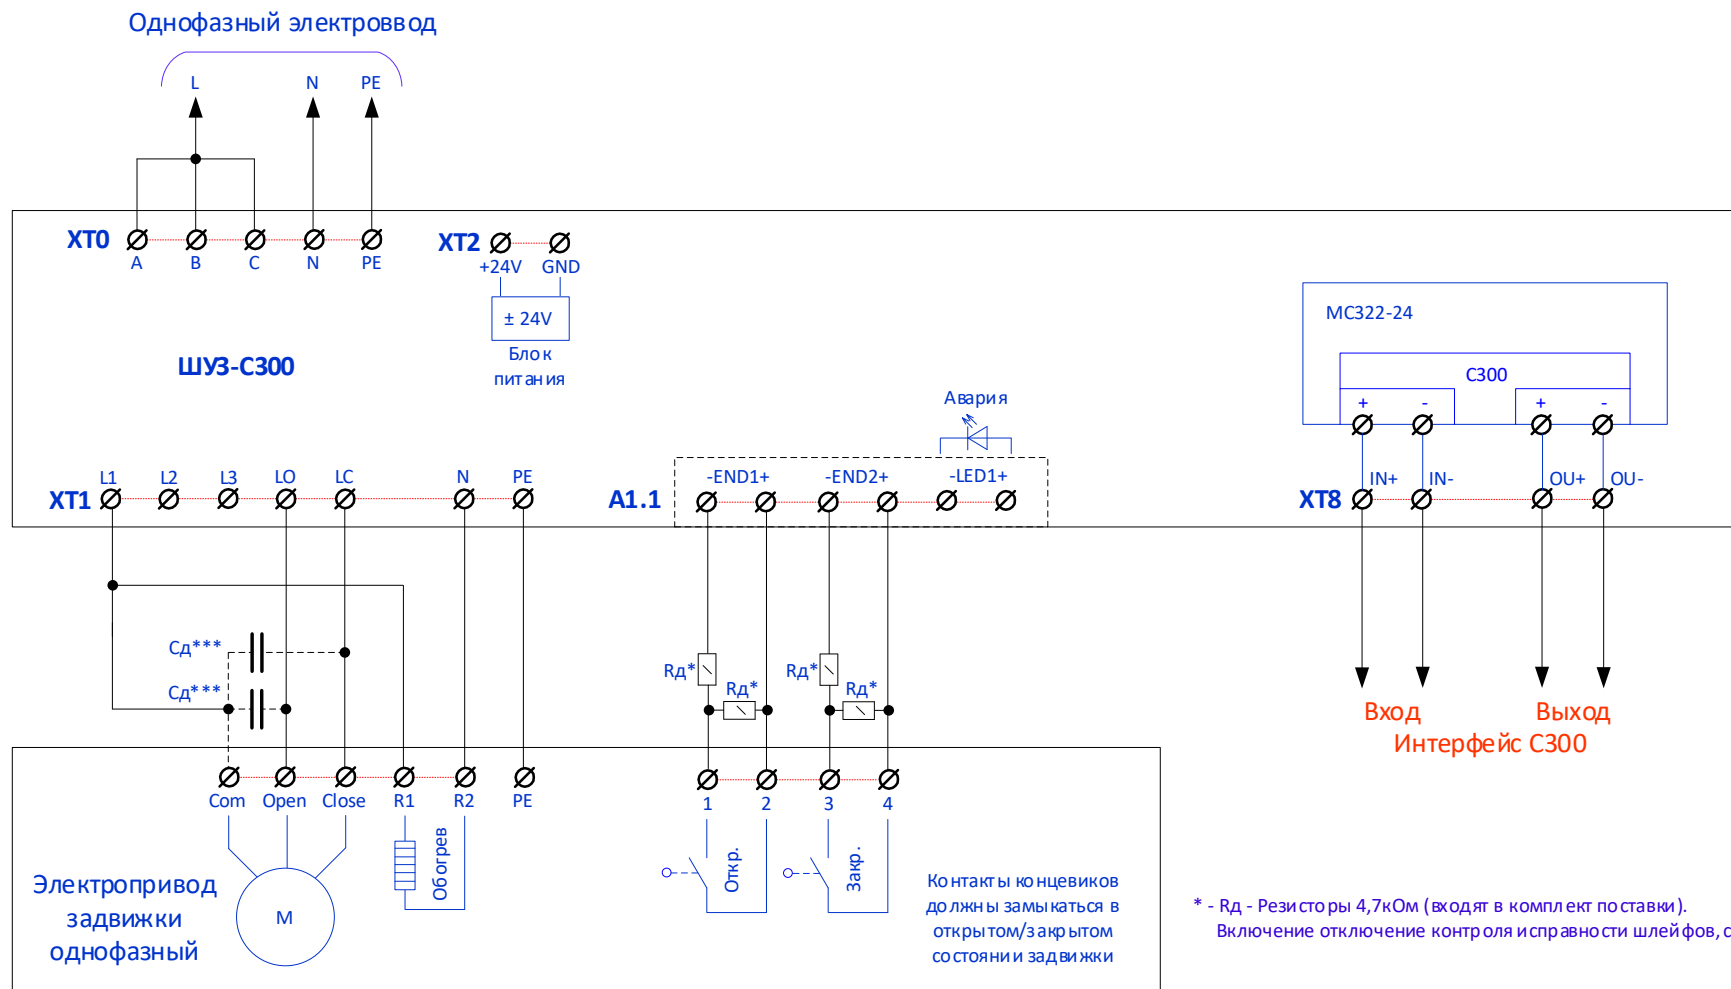 Однофазный электроввод
L N PE
XT0
A B C N PE
XT2
+24V GND
± 24V
Блок
питания
ШУЗ-С300
МС322-24
С300
+ - + -
Авария
L1 L2 L3 LO LC N PE
XT1
-END1+ -END2+ -LED1+
A1.1
IN+ IN- OU+ OU-
XT8
Сд***
Сд***
Rд* Rд*
Rд* Rд*
Вход Выход
Интерфейс С300
Com Open Close R1 R2 PE
1 2 3 4
Обогрев
Откр.
Закр.
M
Электропривод
задвижки
однофазный
Контакты концевиков
должны замыкаться в
открытом/закрытом
состоянии задвижки
* - Rд - Резисторы 4,7кОм (входят в комплект поставки).
Включение отключение контроля исправности шлейфов, с